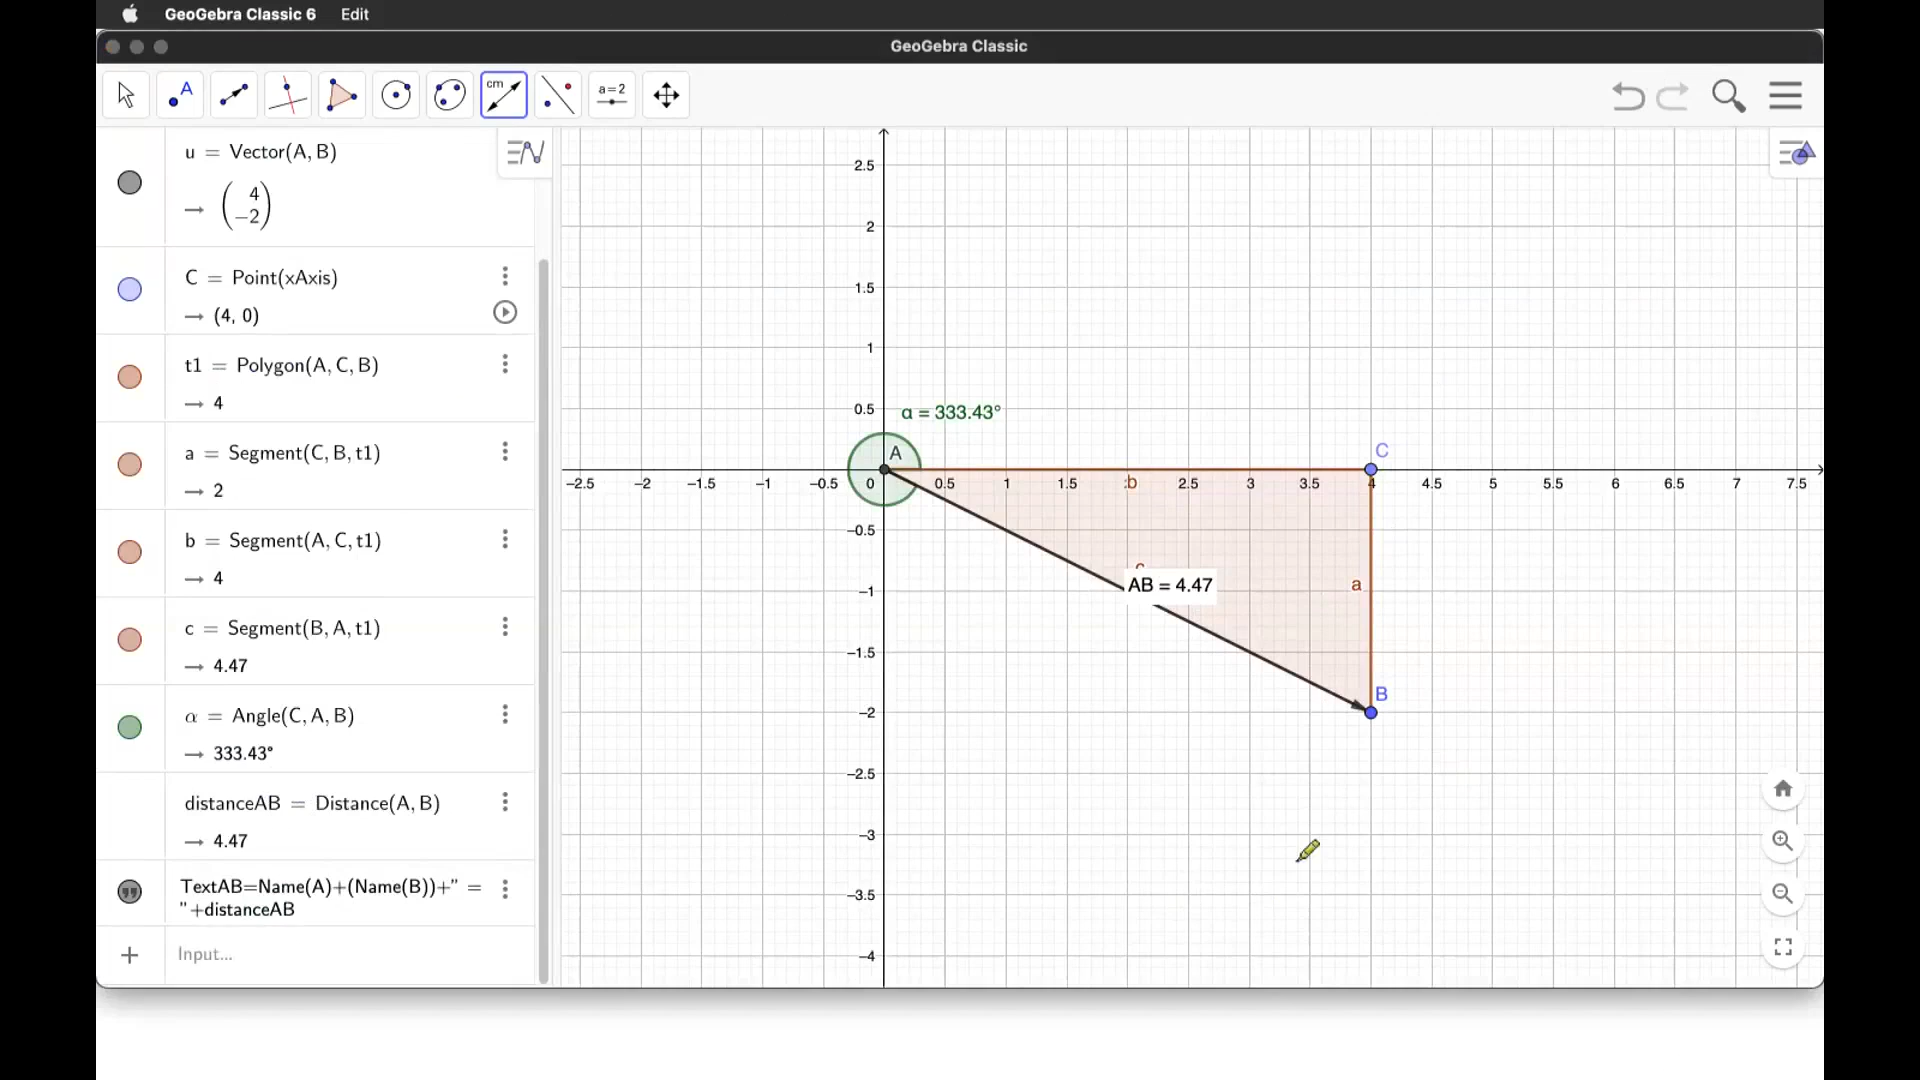 GeoGebra Classic 6 Edit
GeoGebra Classic
A
cm
a=2
u = Vector(A, B)
→ (4
−2)
C = Point(xAxis)
→ (4, 0)
t1 = Polygon(A, C, B)
→ 4
a = Segment(C, B, t1)
→ 2
b = Segment(A, C, t1)
→ 4
c = Segment(B, A, t1)
→ 4.47
α = Angle(C, A, B)
→ 333.43°
distanceAB = Distance(A, B)
→ 4.47
TextAB=Name(A)+(Name(B))+" =
"+distanceAB
Input...
2.5
2
1.5
1
0.5
α = 333.43°
A
C
−2.5 −2 −1.5 −1 −0.5 0 0.5 1 1.5 b 2.5 3 3.5 4 4.5 5 5.5 6 6.5 7 7.5
−0.5
c
AB = 4.47
a
−1
−1.5
B
−2
−2.5
−3
−3.5
−4